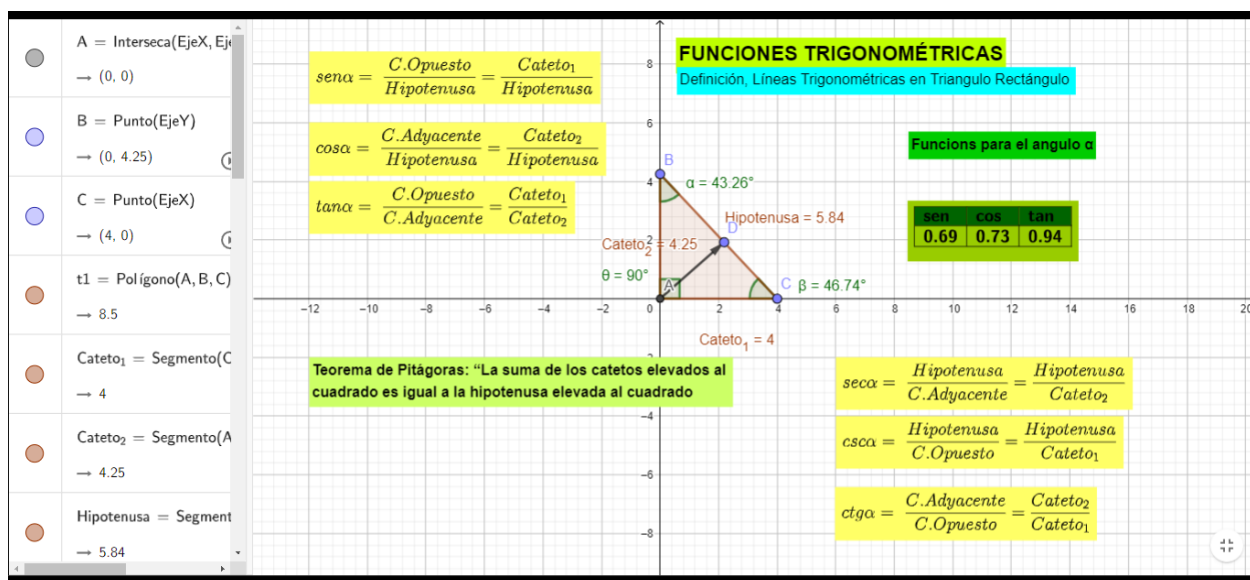 A = Interseca(EjeX, Eje
→ (0, 0)
B = Punto(EjeY)
→ (0, 4.25)
C = Punto(EjeX)
→ (4, 0)
t1 = Polígono(A, B, C)
→ 8.5
Cateto₁ = Segmento(C
→ 4
Cateto₂ = Segmento(A
→ 4.25
Hipotenusa = Segment
→ 5.84
senα = C.Opuesto / Hipotenusa = Cateto₁ / Hipotenusa
cosα = C.Adyacente / Hipotenusa = Cateto₂ / Hipotenusa
tanα = C.Opuesto / C.Adyacente = Cateto₁ / Cateto₂
FUNCIONES TRIGONOMÉTRICAS
Definición, Líneas Trigonométricas en Triangulo Rectángulo
Funcions para el angulo α
sen cos tan
0.69 0.73 0.94
B
α = 43.26°
Hipotenusa = 5.84
D
Cateto₂ = 4.25
θ = 90°
A
C
β = 46.74°
Cateto₁ = 4
8
6
4
2
−12 −10 −8 −6 −4 −2 0 2 4 6 8 10 12 14 16 18 20
−2
−4
−6
−8
Teorema de Pitágoras: “La suma de los catetos elevados al
cuadrado es igual a la hipotenusa elevada al cuadrado
secα = Hipotenusa / C.Adyacente = Hipotenusa / Cateto₂
cscα = Hipotenusa / C.Opuesto = Hipotenusa / Cateto₁
ctgα = C.Adyacente / C.Opuesto = Cateto₂ / Cateto₁